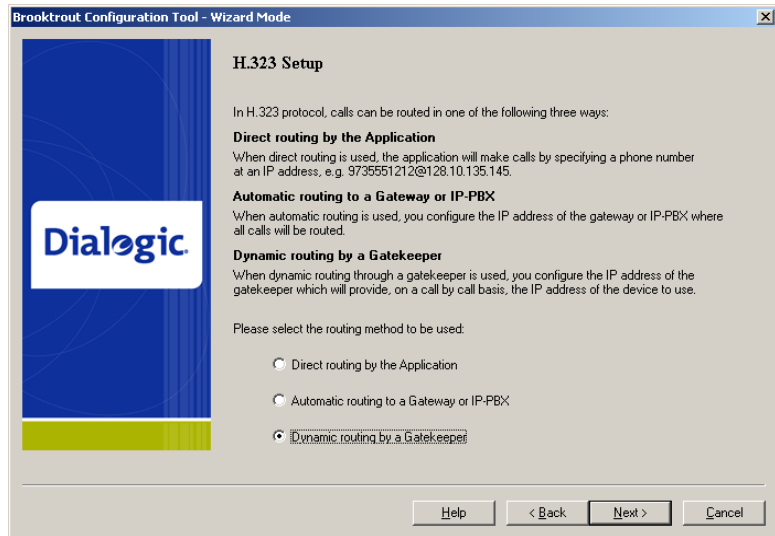 Brooktrout Configuration Tool - Wizard Mode
H.323 Setup
In H.323 protocol, calls can be routed in one of the following three ways:
Direct routing by the Application
When direct routing is used, the application will make calls by specifying a phone number
at an IP address, e.g. 9735551212@128.10.135.145.
Automatic routing to a Gateway or IP-PBX
When automatic routing is used, you configure the IP address of the gateway or IP-PBX where
all calls will be routed.
Dialogic.
Dynamic routing by a Gatekeeper
When dynamic routing through a gatekeeper is used, you configure the IP address of the
gatekeeper which will provide, on a call by call basis, the IP address of the device to use.
Please select the routing method to be used:
Direct routing by the Application
Automatic routing to a Gateway or IP-PBX
Dynamic routing by a Gatekeeper
Help
< Back
Next >
Cancel